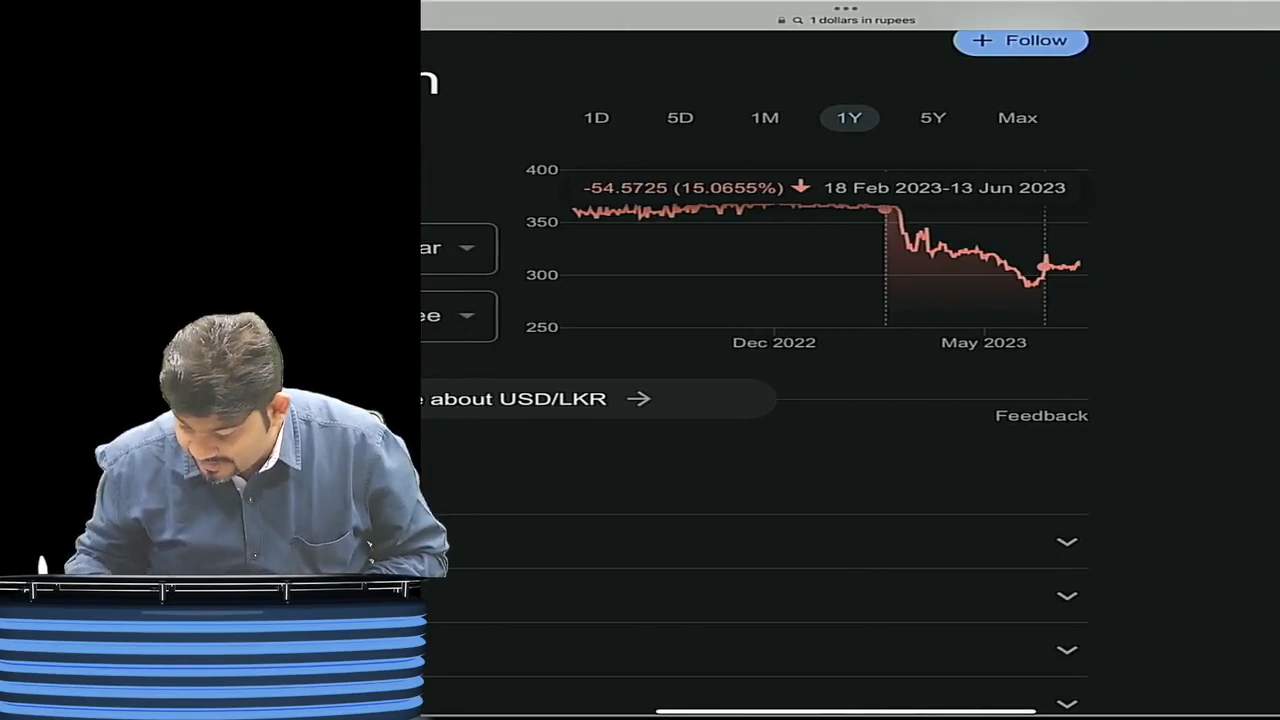 1 dollars in rupees
+ Follow
n
1D 5D 1M 1Y 5Y Max
400
-54.5725 (15.0655%) 18 Feb 2023-13 Jun 2023
350
ar
300
ee
250
Dec 2022 May 2023
e about USD/LKR
Feedback